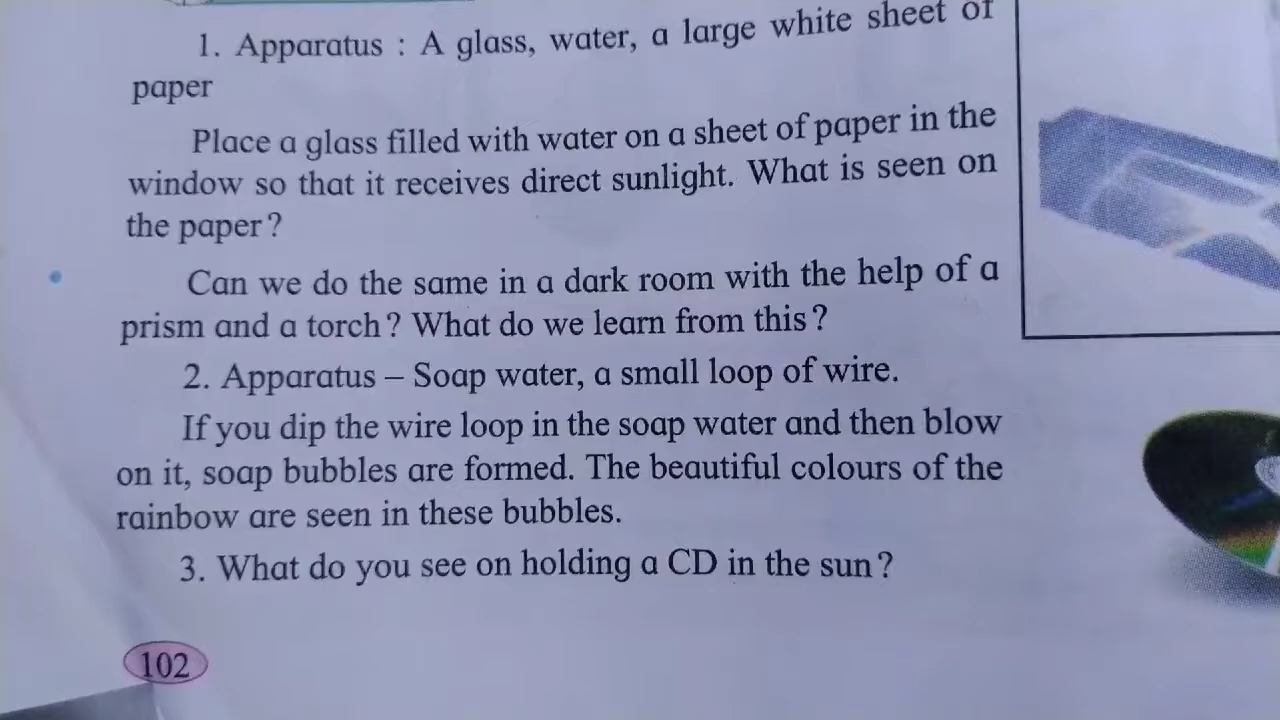 1. Apparatus : A glass, water, a large white sheet of
paper
Place a glass filled with water on a sheet of paper in the
window so that it receives direct sunlight. What is seen on
the paper?
Can we do the same in a dark room with the help of a
prism and a torch? What do we learn from this?
2. Apparatus – Soap water, a small loop of wire.
If you dip the wire loop in the soap water and then blow
on it, soap bubbles are formed. The beautiful colours of the
rainbow are seen in these bubbles.
3. What do you see on holding a CD in the sun?
102